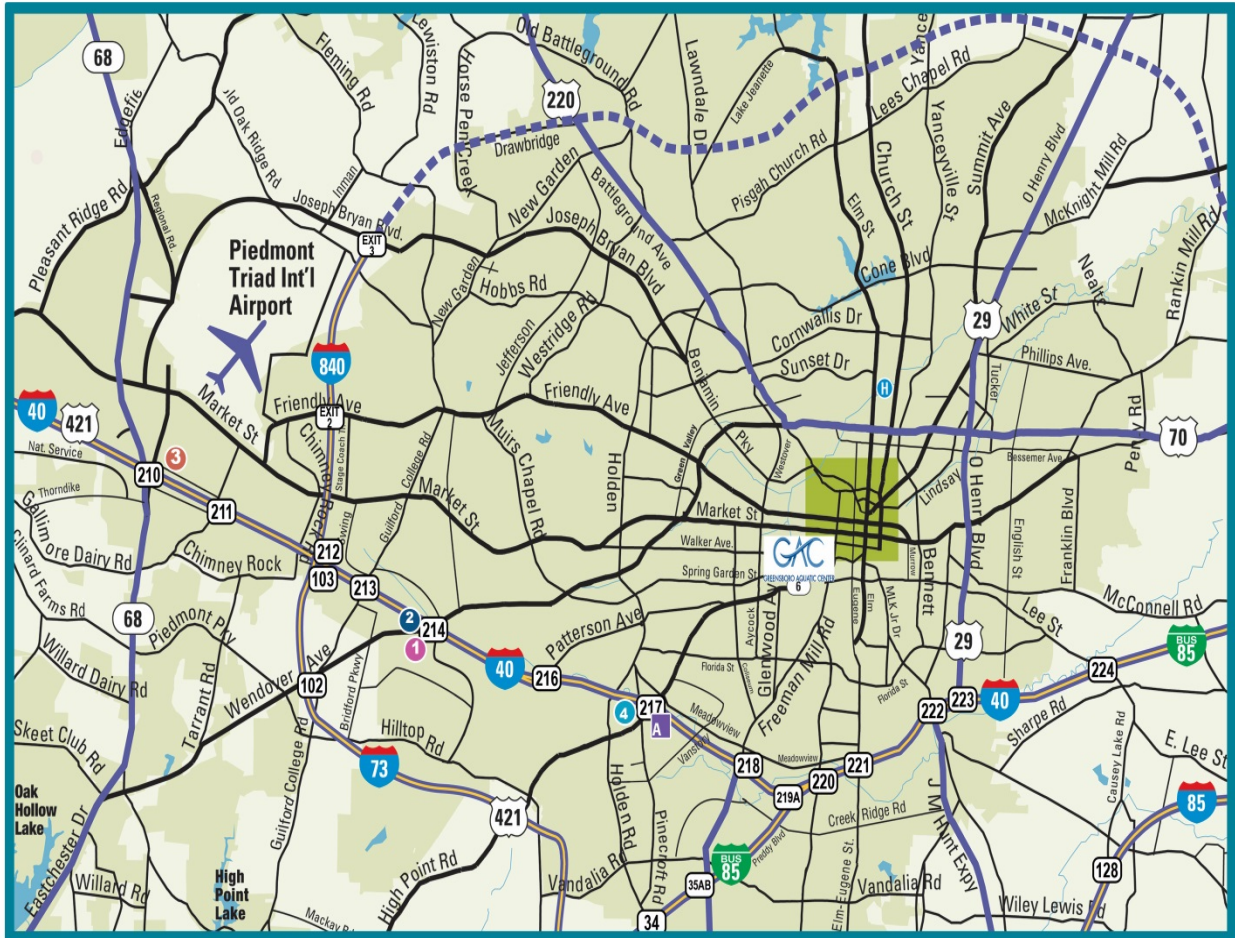 68
Edgefie
Fleming Rd
Lewiston Rd
Horse Pen Creek
Old Battleground Rd
220
Lawndale Dr
Lake Jeanette
Yance
Lees Chapel Rd
Summit Ave
O Henry Blvd
ld Oak Ridge Rd
Inman
Drawbridge
New Garden
Battleground Ave
Pisgah Church Rd
Elm St
Church St
Yanceyville St
McKnight Mill Rd
Pleasant Ridge Rd
Regional Rd.
Joseph Bryan Blvd.
EXIT
3
Joseph Bryan Blvd
Cone Blvd
Nealto
Rankin Mill Rd
Piedmont
Triad Int'l
Airport
New Garden
Hobbs Rd
Jefferson
Westridge Rd
Cornwallis Dr
Sunset Dr
29
White St
Phillips Ave.
Tucker
840
Benjamin
Pky
H
40
421
Market St
Friendly Ave
EXIT
2
Friendly Ave
Green Valley
Westover
70
Penry Rd
Nat. Service
210
3
Chimney Rock Rd
Stage Coach Tr
Guilford College Rd
Muirs Chapel Rd
Holden
Lindsay
O Henry Blvd
Bessemer Ave.
Thorndike
211
Market St
Market St
English St
Franklin Blvd
Gallimore Dairy Rd
Chimney Rock
212
103
213
Walker Ave.
GAC
GREENSBORO AQUATIC CENTER
Murrow
Bennett
Clinard Farms Rd
Spring Garden St
6
McConnell Rd
68
Piedmont Pky
2
1
214
Patterson Ave
Aycock
Glenwood Av
Eugene
Elm
MLK Jr Dr
Lee St
29
BUS
85
Willard Dairy Rd
Tarrant Rd
Wendover Ave
102
Bridford Pkwy
40
216
Florida St
Coliseum
Freeman Mill Rd
Florida St
223
224
40
Skeet Club Rd
Hilltop Rd
4
217
A
Meadowview
Vanstory
Meadowview
222
Sharpe Rd
E. Lee St
Guilford College Rd
73
218
219A
220
221
Causey Lake Rd
85
Oak
Hollow
Lake
421
Holden Rd
Pinecroft Rd
Creek Ridge Rd
Preddy Blvd
J M Hunt Expy
Eastchester Dr
Willard Rd
High
Point
Lake
High Point Rd
Mackay R
Vandalia Rd
BUS
85
35AB
34
Elm-Eugene St.
Vandalia Rd
Wiley Lewis Rd
128